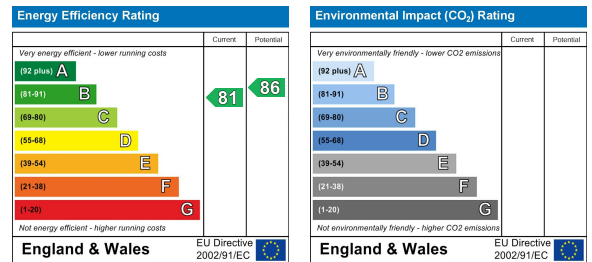 Energy Efficiency Rating
Current Potential
Very energy efficient - lower running costs
(92 plus) A
(81-91) B
(69-80) C
(55-68) D
(39-54) E
(21-38) F
(1-20) G
81
86
Not energy efficient - higher running costs
England & Wales
EU Directive
2002/91/EC
Environmental Impact (CO2) Rating
Current Potential
Very environmentally friendly - lower CO2 emissions
(92 plus) A
(81-91) B
(69-80) C
(55-68) D
(39-54) E
(21-38) F
(1-20) G
Not environmentally friendly - higher CO2 emissions
England & Wales
EU Directive
2002/91/EC